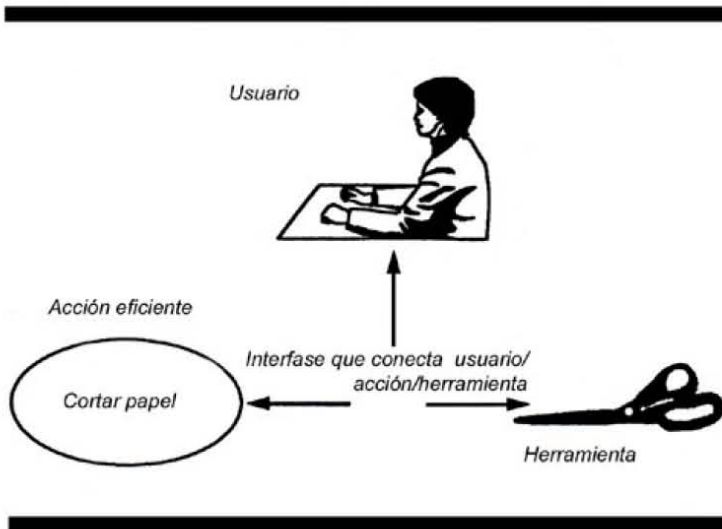 Usuario
Acción eficiente
Interfase que conecta usuario/
acción/herramienta
Cortar papel
Herramienta